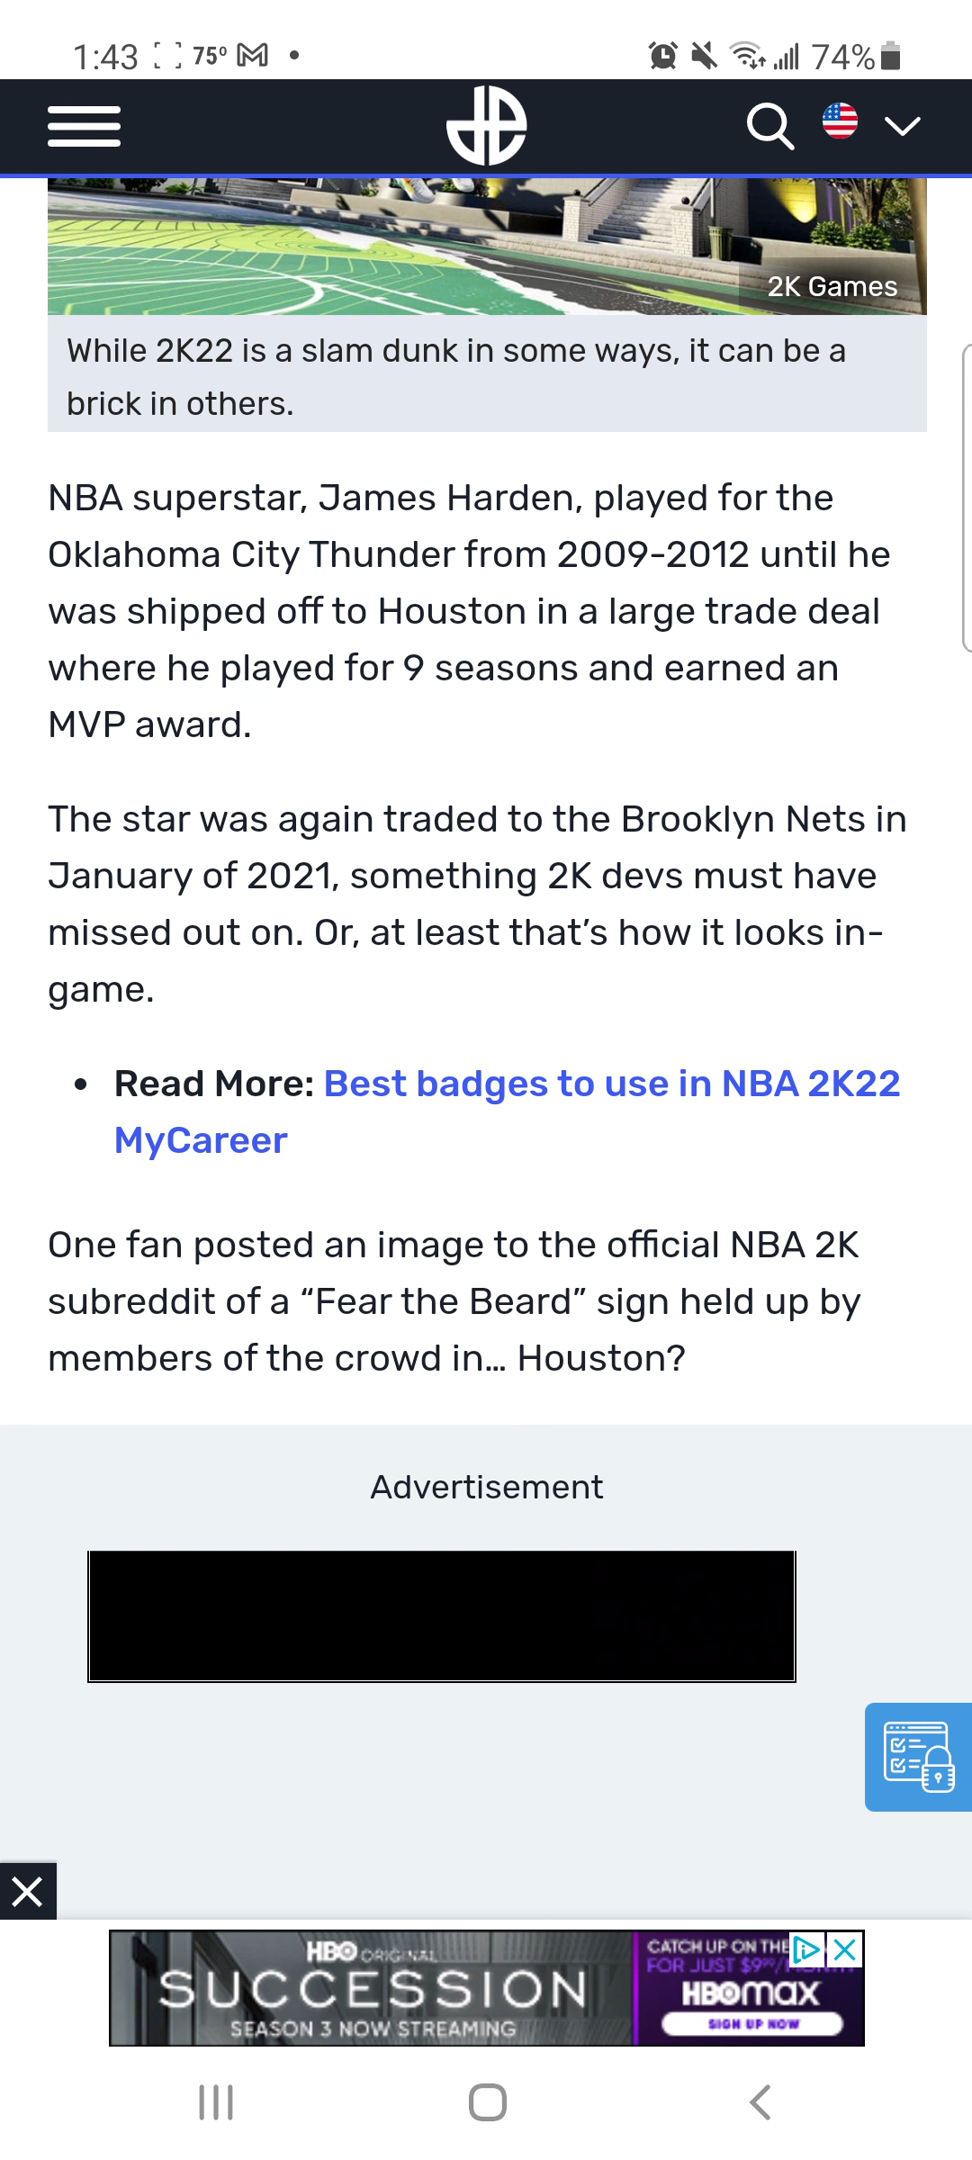 1:43 75° M
74%
2K Games
While 2K22 is a slam dunk in some ways, it can be a
brick in others.
NBA superstar, James Harden, played for the
Oklahoma City Thunder from 2009-2012 until he
was shipped off to Houston in a large trade deal
where he played for 9 seasons and earned an
MVP award.
The star was again traded to the Brooklyn Nets in
January of 2021, something 2K devs must have
missed out on. Or, at least that’s how it looks in-
game.
• Read More: Best badges to use in NBA 2K22
MyCareer
One fan posted an image to the official NBA 2K
subreddit of a “Fear the Beard” sign held up by
members of the crowd in… Houston?
Advertisement
HBO ORIGINAL
SUCCESSION
SEASON 3 NOW STREAMING
CATCH UP ON THE
FOR JUST $9⁹⁹/MONTH
HBOmax
SIGN UP NOW